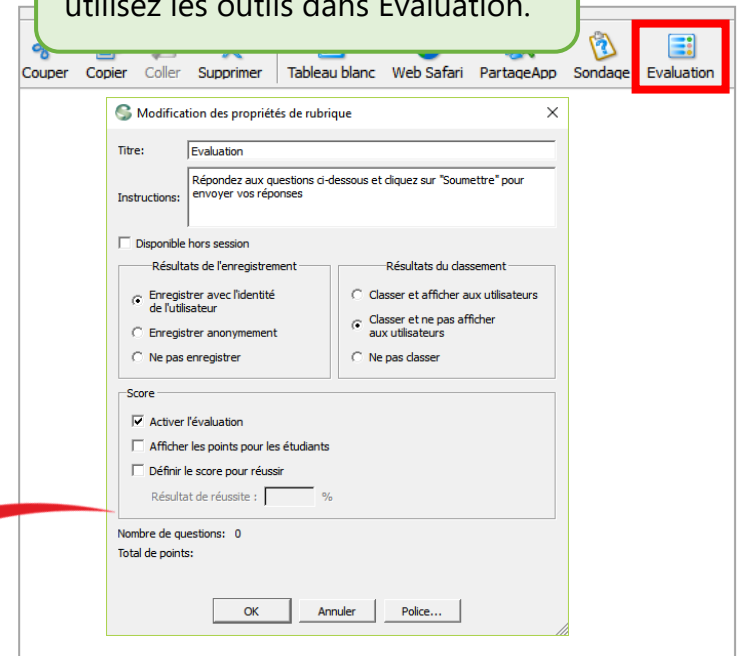 utilisez les outils dans Evaluation.
Couper Copier Coller Supprimer Tableau blanc Web Safari PartageApp Sondage Evaluation
Modification des propriétés de rubrique
Titre: Evaluation
Instructions: Répondez aux questions ci-dessous et cliquez sur "Soumettre" pour
envoyer vos réponses
Disponible hors session
Résultats de l'enregistrement
Enregistrer avec l'identité
de l'utilisateur
Enregistrer anonymement
Ne pas enregistrer
Résultats du classement
Classer et afficher aux utilisateurs
Classer et ne pas afficher
aux utilisateurs
Ne pas classer
Score
Activer l'évaluation
Afficher les points pour les étudiants
Définir le score pour réussir
Résultat de réussite : %
Nombre de questions: 0
Total de points:
OK Annuler Police...